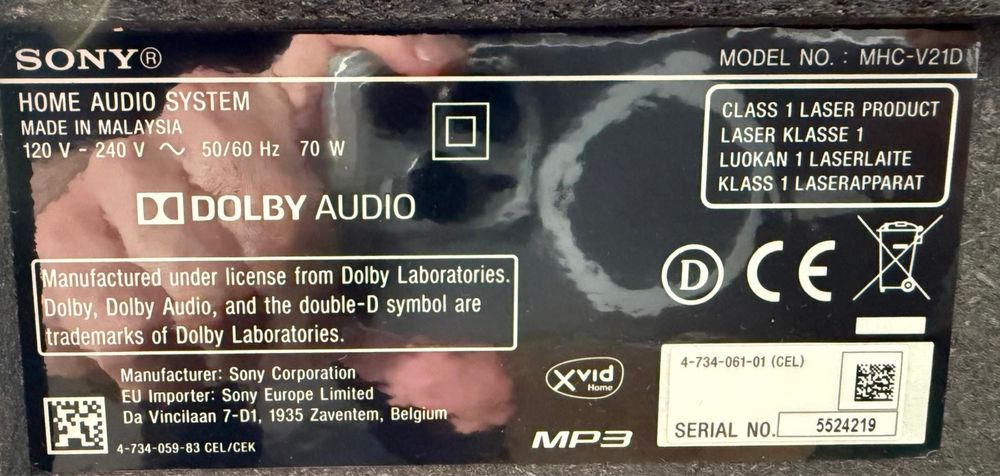 SONY®
MODEL NO. : MHC-V21D
HOME AUDIO SYSTEM
MADE IN MALAYSIA
120 V - 240 V ~ 50/60 Hz 70 W
CLASS 1 LASER PRODUCT
LASER KLASSE 1
LUOKAN 1 LASERLAITE
KLASS 1 LASERAPPARAT
DOLBY AUDIO
Manufactured under license from Dolby Laboratories.
Dolby, Dolby Audio, and the double-D symbol are
trademarks of Dolby Laboratories.
D CE
Manufacturer: Sony Corporation
EU Importer: Sony Europe Limited
Da Vincilaan 7-D1, 1935 Zaventem, Belgium
4-734-059-83 CEL/CEK
Xvid
Home
MP3
4-734-061-01 (CEL)
SERIAL NO. 5524219